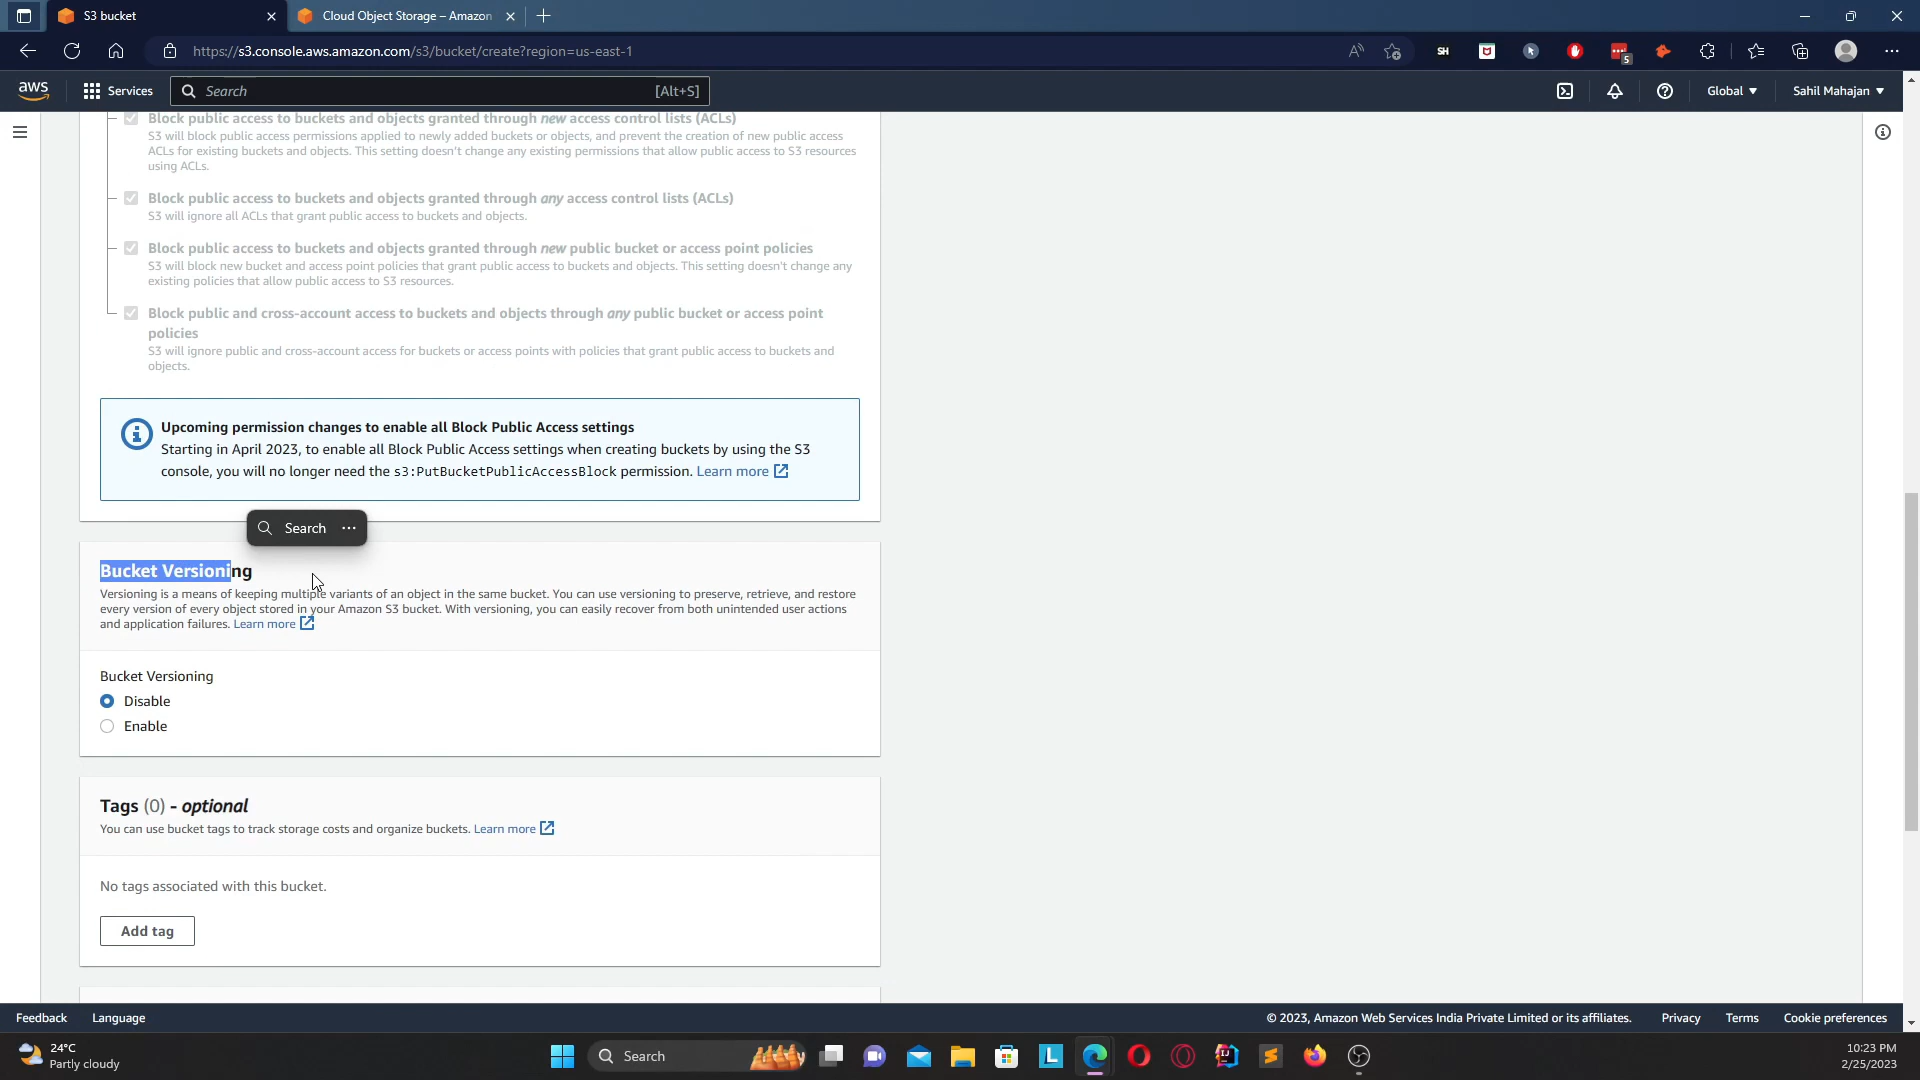 S3 bucket
Cloud Object Storage – Amazon
https://s3.console.aws.amazon.com/s3/bucket/create?region=us-east-1
SH
5
aws
Services
Search
[Alt+S]
Global
Sahil Mahajan
Block public access to buckets and objects granted through new access control lists (ACLs)
S3 will block public access permissions applied to newly added buckets or objects, and prevent the creation of new public access
ACLs for existing buckets and objects. This setting doesn't change any existing permissions that allow public access to S3 resources
using ACLs.
Block public access to buckets and objects granted through any access control lists (ACLs)
S3 will ignore all ACLs that grant public access to buckets and objects.
Block public access to buckets and objects granted through new public bucket or access point policies
S3 will block new bucket and access point policies that grant public access to buckets and objects. This setting doesn't change any
existing policies that allow public access to S3 resources.
Block public and cross-account access to buckets and objects through any public bucket or access point
policies
S3 will ignore public and cross-account access for buckets or access points with policies that grant public access to buckets and
objects.
Upcoming permission changes to enable all Block Public Access settings
Starting in April 2023, to enable all Block Public Access settings when creating buckets by using the S3
console, you will no longer need the s3:PutBucketPublicAccessBlock permission. Learn more
Search
Bucket Versioning
Versioning is a means of keeping multiple variants of an object in the same bucket. You can use versioning to preserve, retrieve, and restore
every version of every object stored in your Amazon S3 bucket. With versioning, you can easily recover from both unintended user actions
and application failures. Learn more
Bucket Versioning
Disable
Enable
Tags (0) - optional
You can use bucket tags to track storage costs and organize buckets. Learn more
No tags associated with this bucket.
Add tag
Feedback
Language
© 2023, Amazon Web Services India Private Limited or its affiliates.
Privacy
Terms
Cookie preferences
24°C
Partly cloudy
Search
L
IJ
10:23 PM
2/25/2023